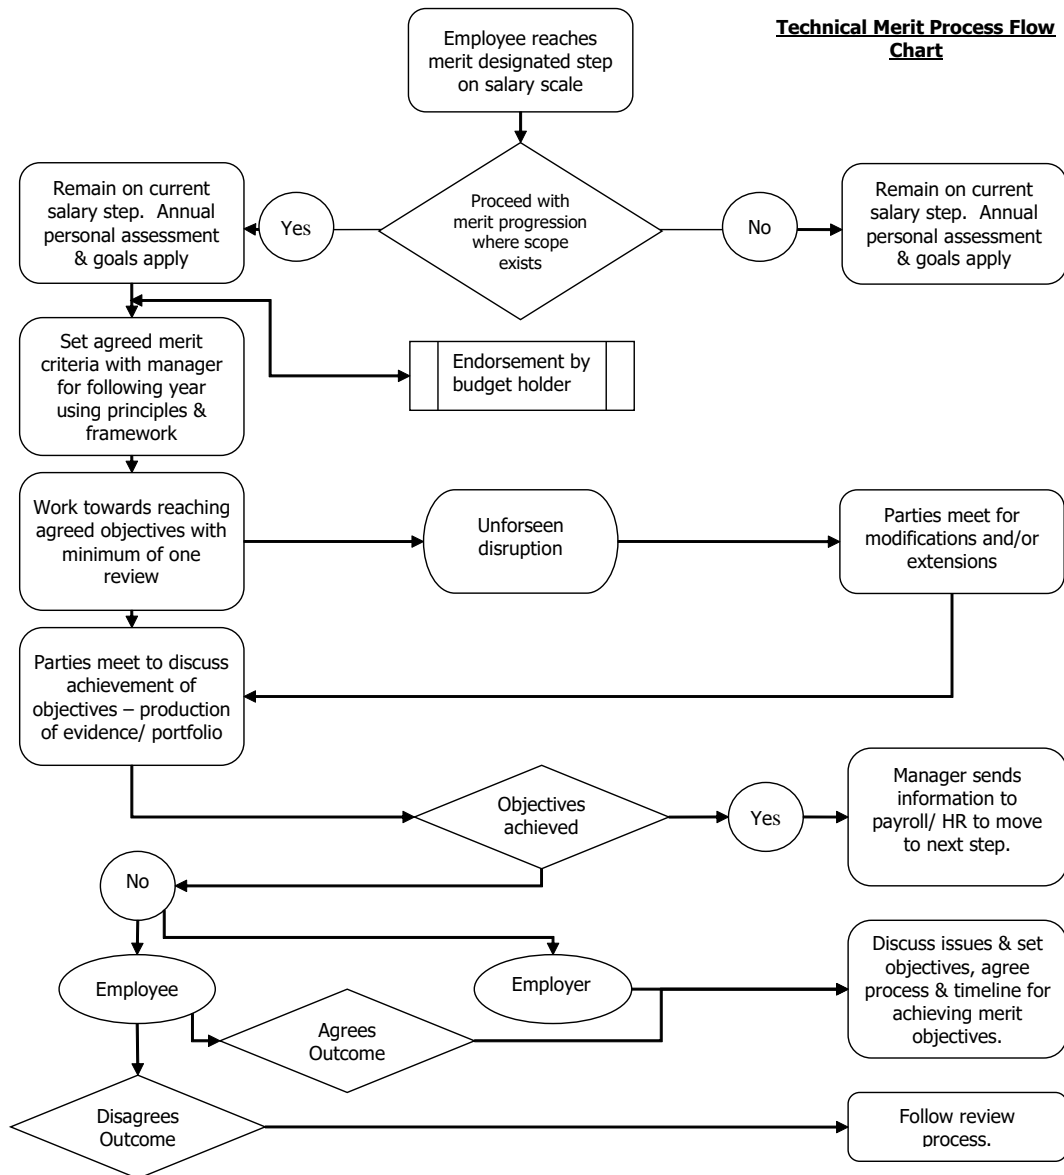 Technical Merit Process Flow
Chart
Employee reaches
merit designated step
on salary scale
Remain on current
salary step. Annual
personal assessment
& goals apply
Yes
Proceed with
merit progression
where scope
exists
No
Remain on current
salary step. Annual
personal assessment
& goals apply
Set agreed merit
criteria with manager
for following year
using principles &
framework
Endorsement by
budget holder
Work towards reaching
agreed objectives with
minimum of one
review
Unforseen
disruption
Parties meet for
modifications and/or
extensions
Parties meet to discuss
achievement of
objectives – production
of evidence/ portfolio
Objectives
achieved
Yes
Manager sends
information to
payroll/ HR to move
to next step.
No
Employee
Employer
Discuss issues & set
objectives, agree
process & timeline for
achieving merit
objectives.
Agrees
Outcome
Disagrees
Outcome
Follow review
process.